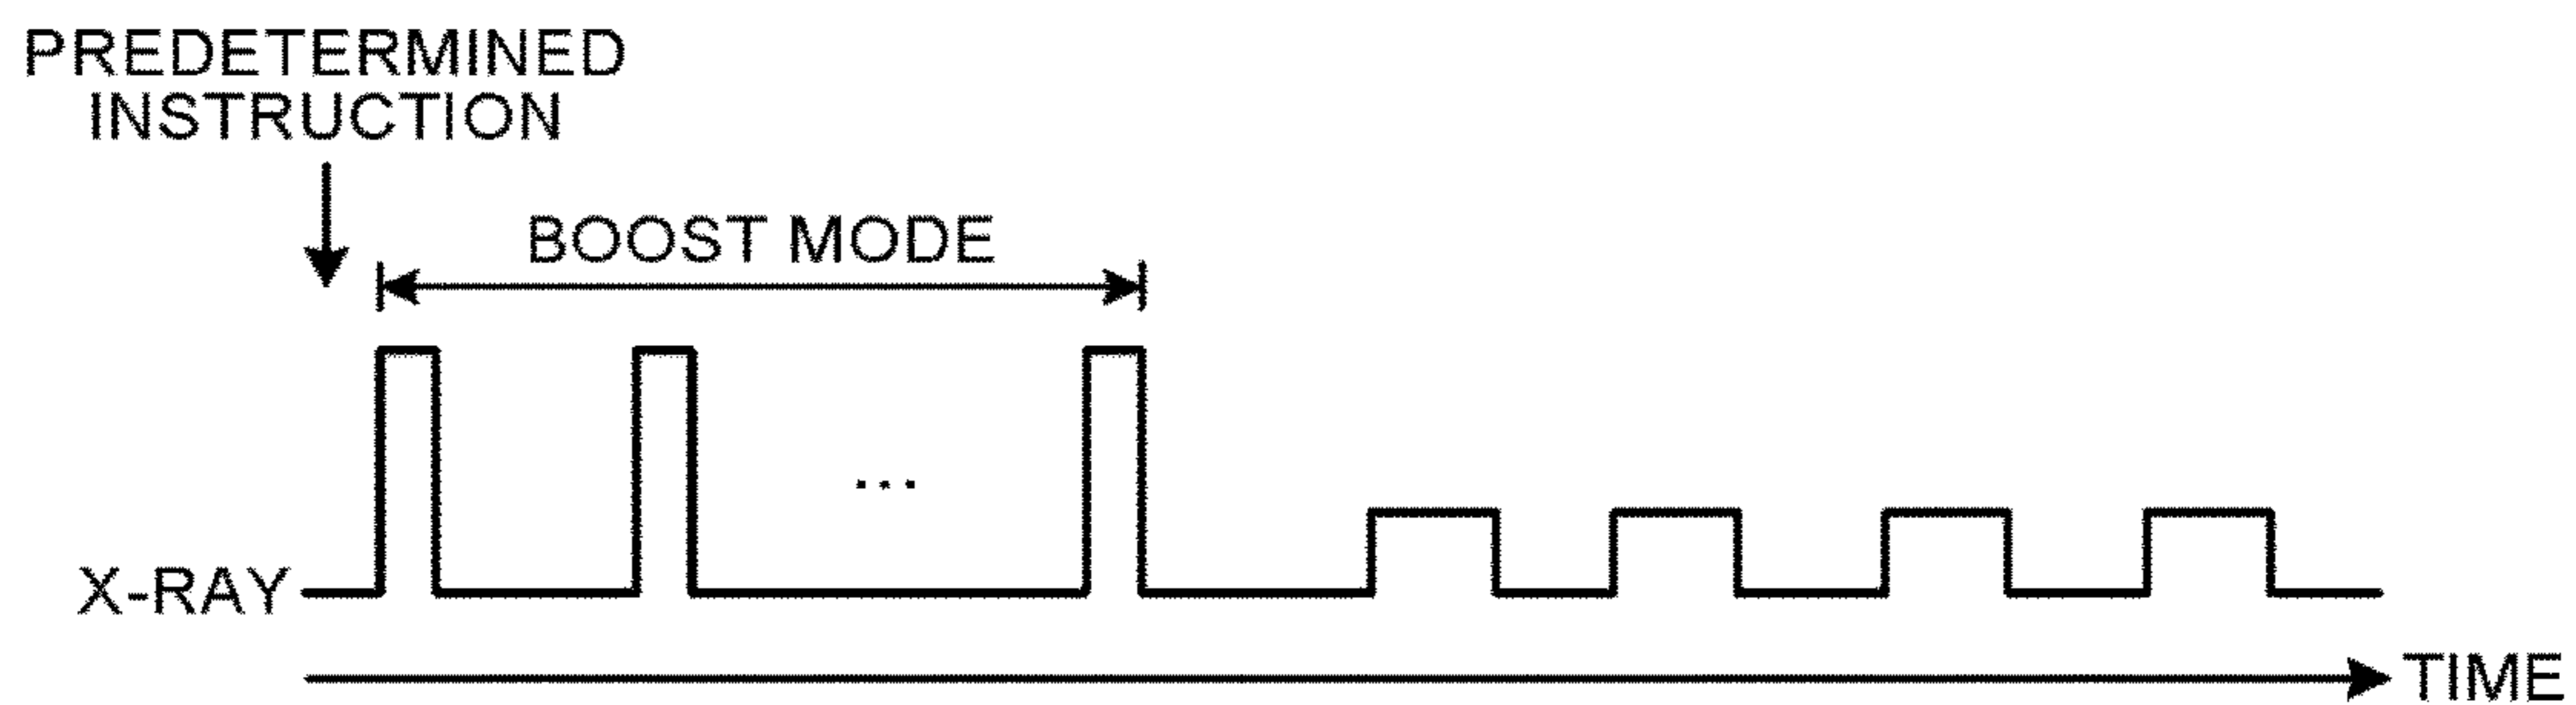 PREDETERMINED
INSTRUCTION
BOOST MODE
...
X-RAY
TIME